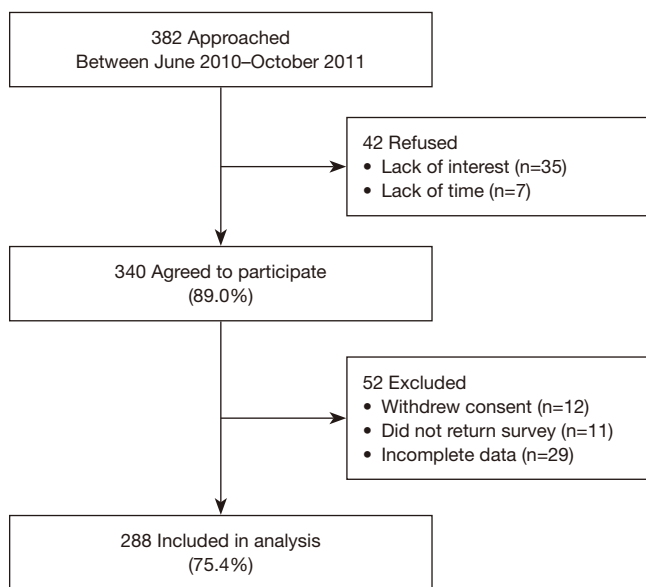 382 Approached
Between June 2010–October 2011
42 Refused
• Lack of interest (n=35)
• Lack of time (n=7)
340 Agreed to participate
(89.0%)
52 Excluded
• Withdrew consent (n=12)
• Did not return survey (n=11)
• Incomplete data (n=29)
288 Included in analysis
(75.4%)